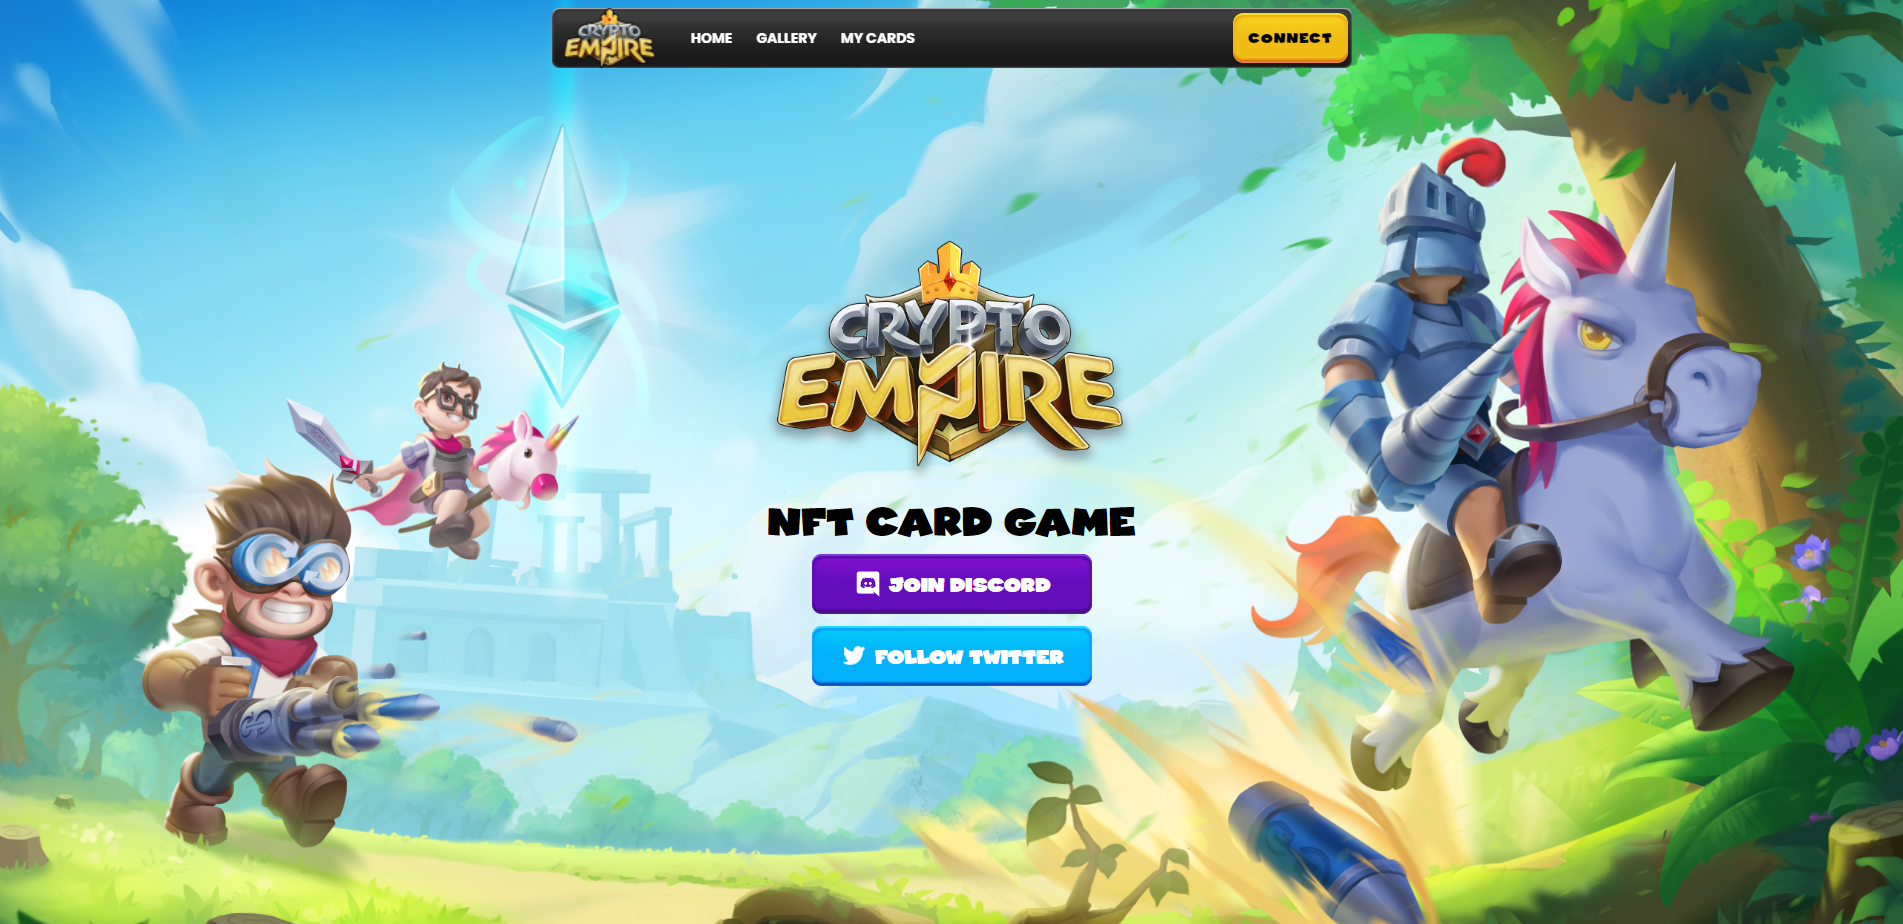 CRYPTO
EMPIRE
HOME GALLERY MY CARDS
CONNECT
CRYPTO
EMPIRE
NFT CARD GAME
JOIN DISCORD
FOLLOW TWITTER